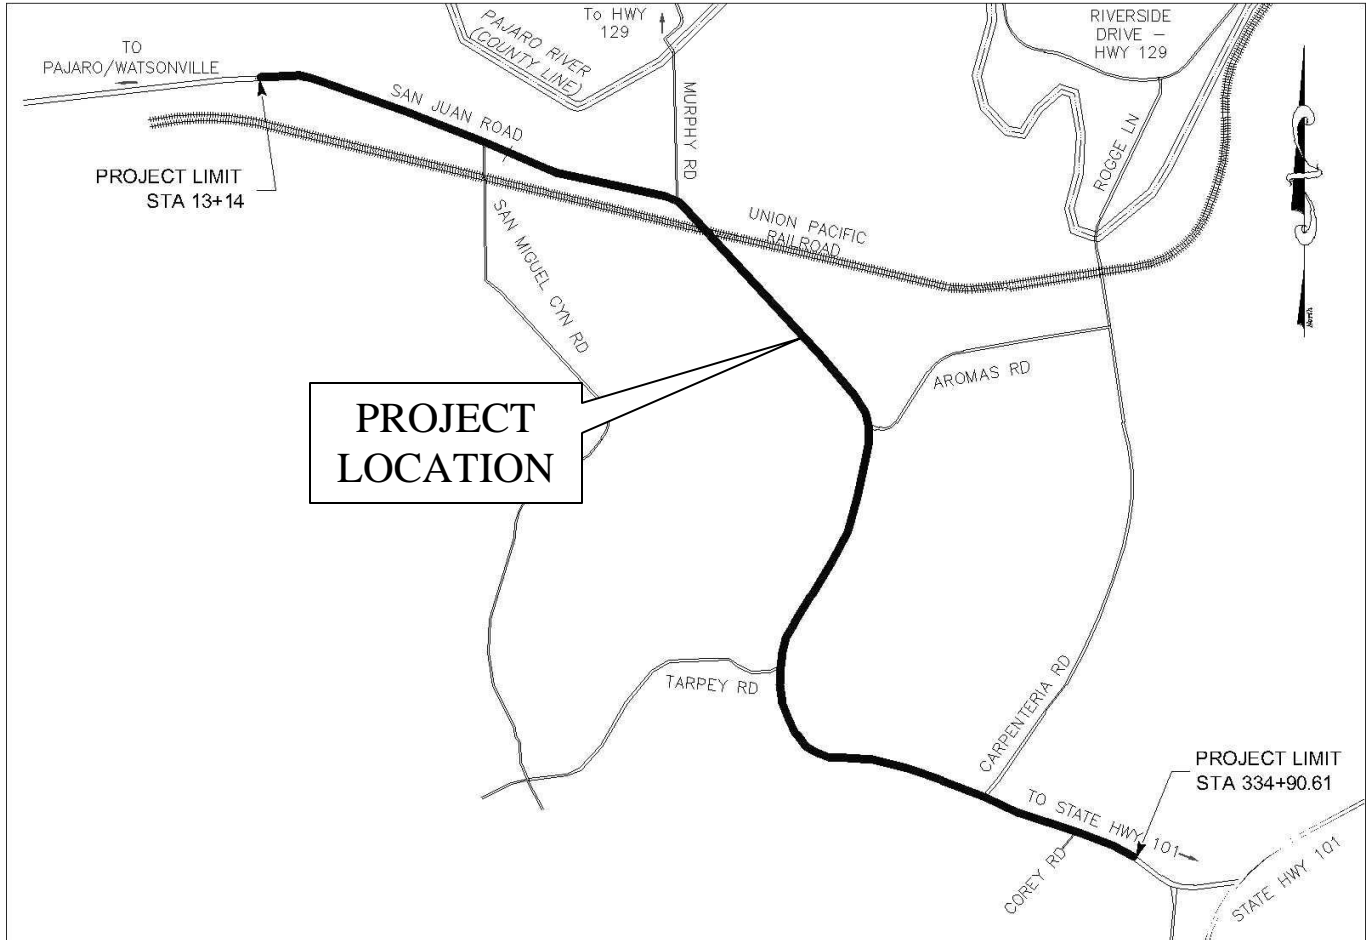 TO
PAJARO/WATSONVILLE
PAJARO RIVER
(COUNTY LINE)
To HWY
129
RIVERSIDE
DRIVE –
HWY 129
SAN JUAN ROAD
MURPHY RD
ROGGE LN
PROJECT LIMIT
STA 13+14
SAN MIGUEL CYN RD
UNION PACIFIC
RAILROAD
North
AROMAS RD
PROJECT
LOCATION
TARPEY RD
CARPENTERIA RD
PROJECT LIMIT
STA 334+90.61
TO STATE HWY 101
COREY RD
STATE HWY 101